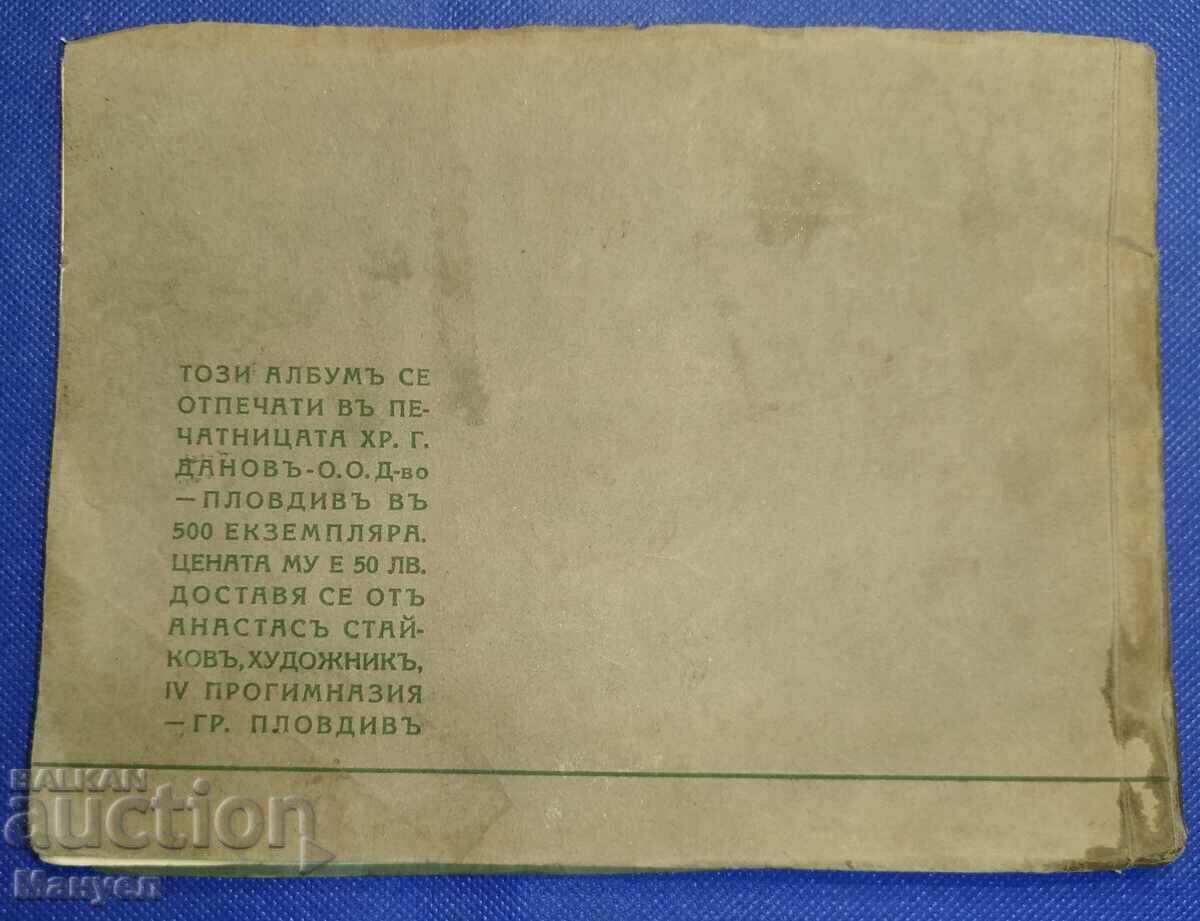 ТОЗИ АЛБУМЪ СЕ
ОТПЕЧАТИ ВЪ ПЕ-
ЧАТНИЦАТА ХР. Г.
ДАНОВЪ-О.О.Д-во
—ПЛОВДИВЪ ВЪ
500 ЕКЗЕМПЛЯРА.
ЦЕНАТА МУ Е 50 ЛВ.
ДОСТАВЯ СЕ ОТЪ
АНАСТАСЪ СТАЙ-
КОВЪ, ХУДОЖНИКЪ,
IV ПРОГИМНАЗИЯ
—ГР. ПЛОВДИВЪ
BALKAN
auction
Мануел